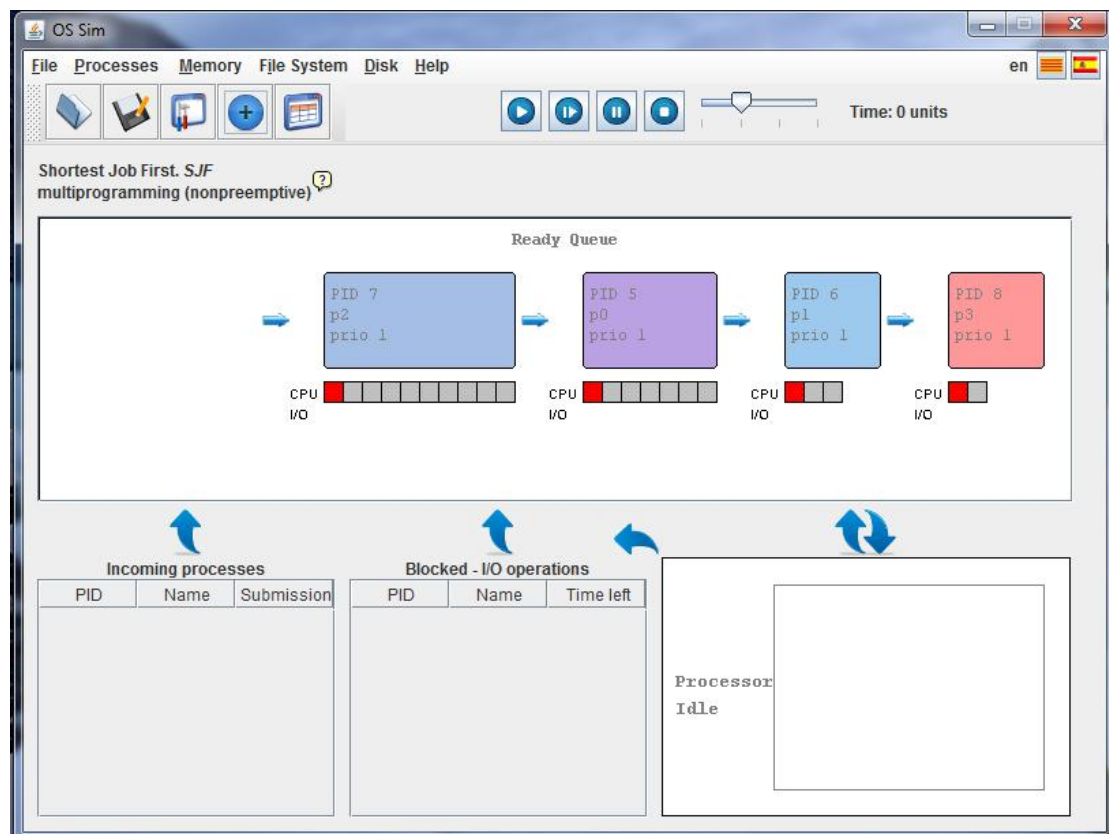 OS Sim
File Processes Memory File System Disk Help
en
Time: 0 units
Shortest Job First. SJF
multiprogramming (nonpreemptive)
?
Ready Queue
PID 7
p2
prio 1
CPU
I/O
PID 5
p0
prio 1
CPU
I/O
PID 6
p1
prio 1
CPU
I/O
PID 8
p3
prio 1
CPU
I/O
Incoming processes
PID Name Submission
Blocked - I/O operations
PID Name Time left
Processor
Idle